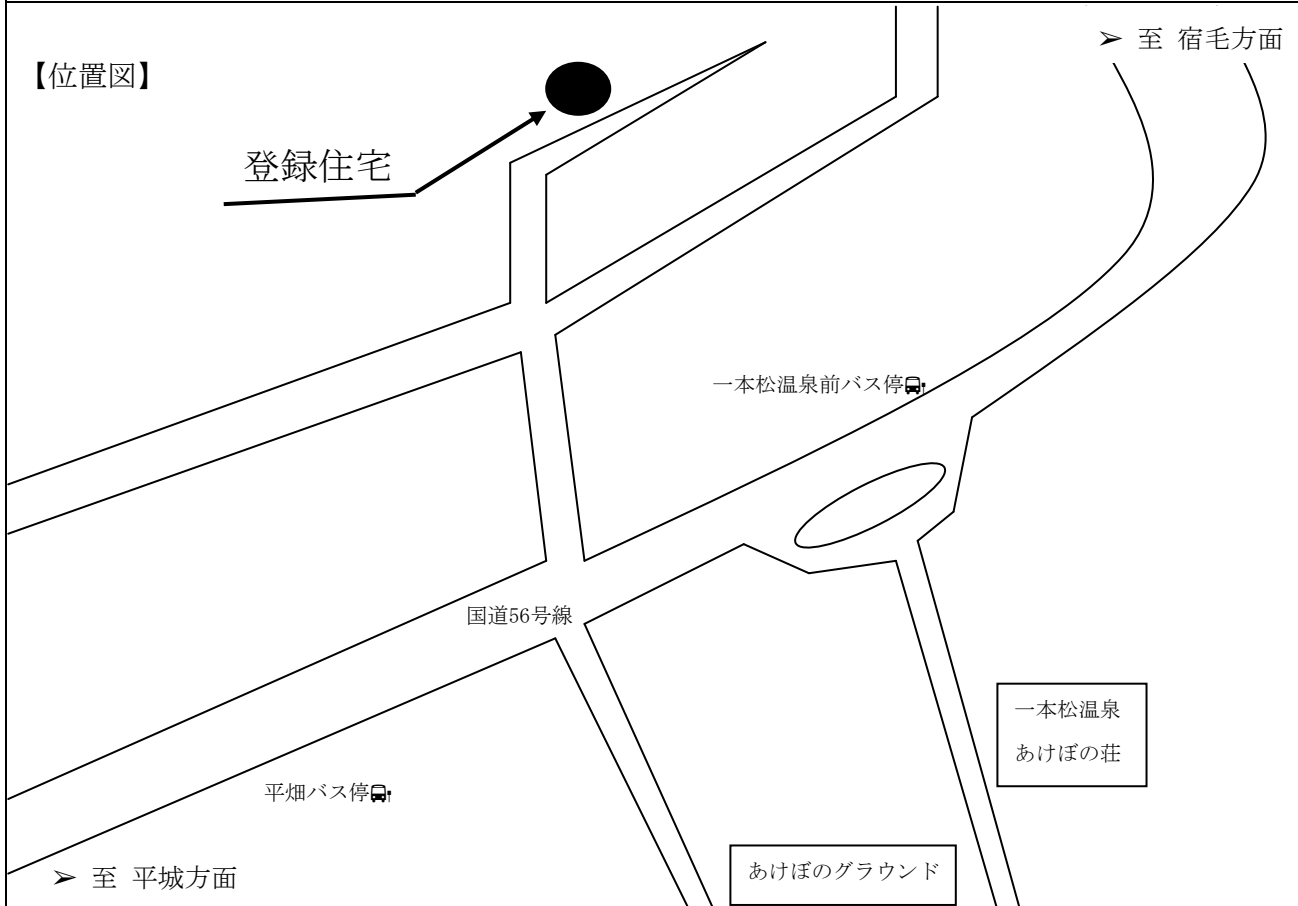 ➢ 至 宿毛方面
【位置図】
登録住宅
一本松温泉前バス停
国道56号線
一本松温泉
あけぼの荘
平畑バス停
あけぼのグラウンド
➢ 至 平城方面